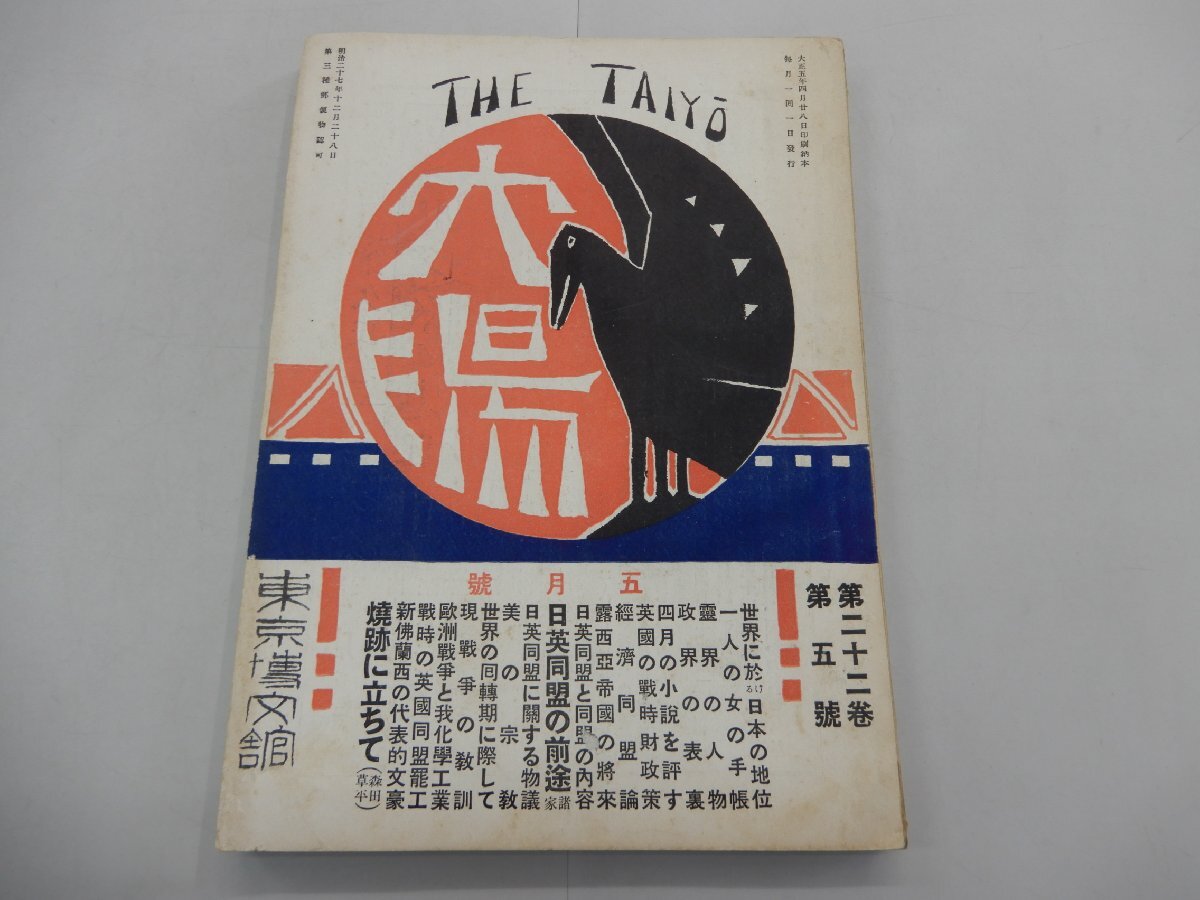 THE TAIYŌ
大正五年四月廿八日印刷納本
每月一回一日發行
明治二十七年十二月二十八日
第三種郵便物認可
太陽
五月號
第二十二卷
第五號
世界に於ける日本の地位
一人の女の手帳
靈界の人物
政界の表裏
四月の小說を評す
英國の戰時財政策
經濟同盟論
露西亞帝國の將來
日英同盟と同盟の內容
日英同盟の前途 諸家
日英同盟に關する物議
美の宗教
世界の回轉期に際して
現戰爭の敎訓
歐洲戰爭と我化學工業
戰時の英國同盟罷工
新佛蘭西の代表的文豪
燒跡に立ちて(森田草平)
東京博文館